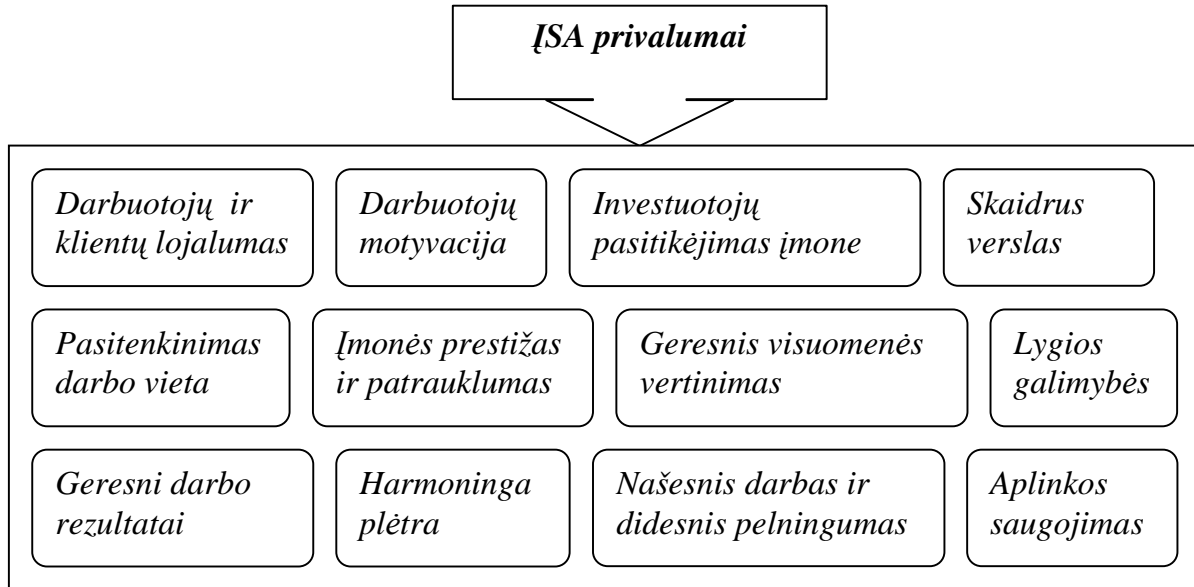 ĮSA privalumai
Darbuotojų ir
klientų lojalumas
Darbuotojų
motyvacija
Investuotojų
pasitikėjimas įmone
Skaidrus
verslas
Pasitenkinimas
darbo vieta
Įmonės prestižas
ir patrauklumas
Geresnis visuomenės
vertinimas
Lygios
galimybės
Geresni darbo
rezultatai
Harmoninga
plėtra
Našesnis darbas ir
didesnis pelningumas
Aplinkos
saugojimas